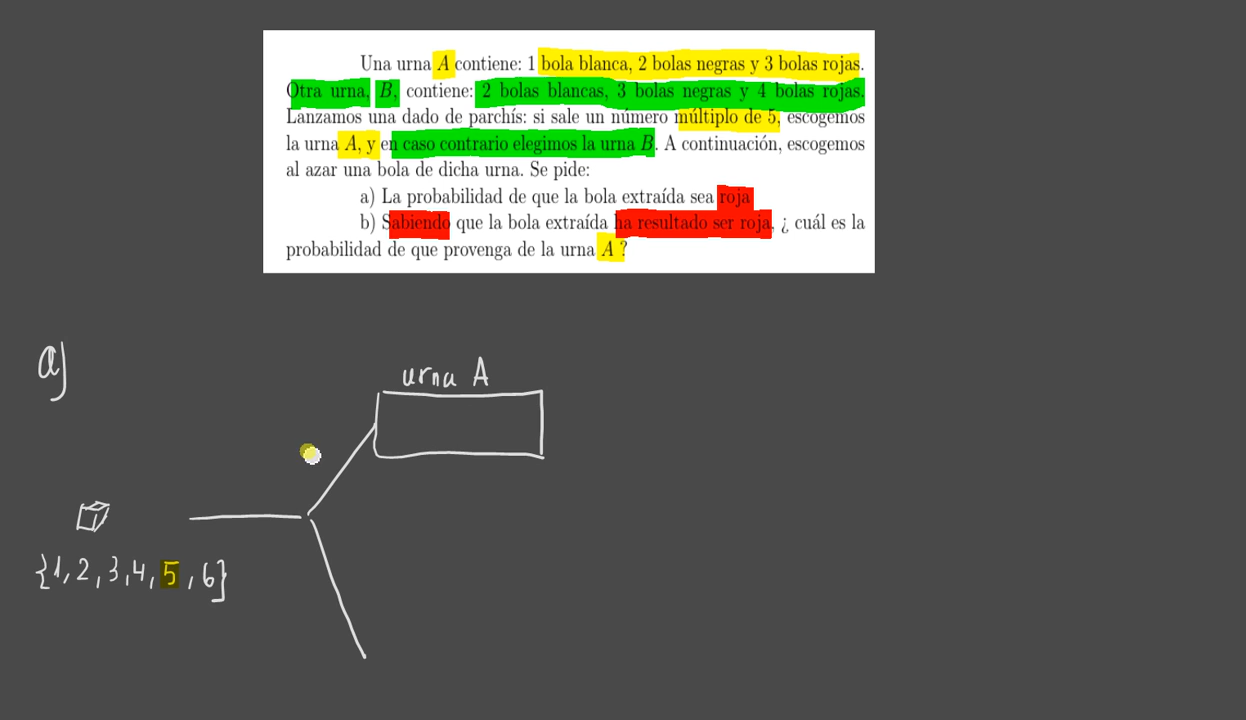 Una urna A contiene: 1 bola blanca, 2 bolas negras y 3 bolas rojas.
Otra urna, B, contiene: 2 bolas blancas, 3 bolas negras y 4 bolas rojas.
Lanzamos una dado de parchís: si sale un número múltiplo de 5, escogemos
la urna A, y en caso contrario elegimos la urna B. A continuación, escogemos
al azar una bola de dicha urna. Se pide:
a) La probabilidad de que la bola extraída sea roja
b) Sabiendo que la bola extraída ha resultado ser roja, ¿ cuál es la
probabilidad de que provenga de la urna A ?
a)
urna A
{1, 2, 3, 4, 5, 6}